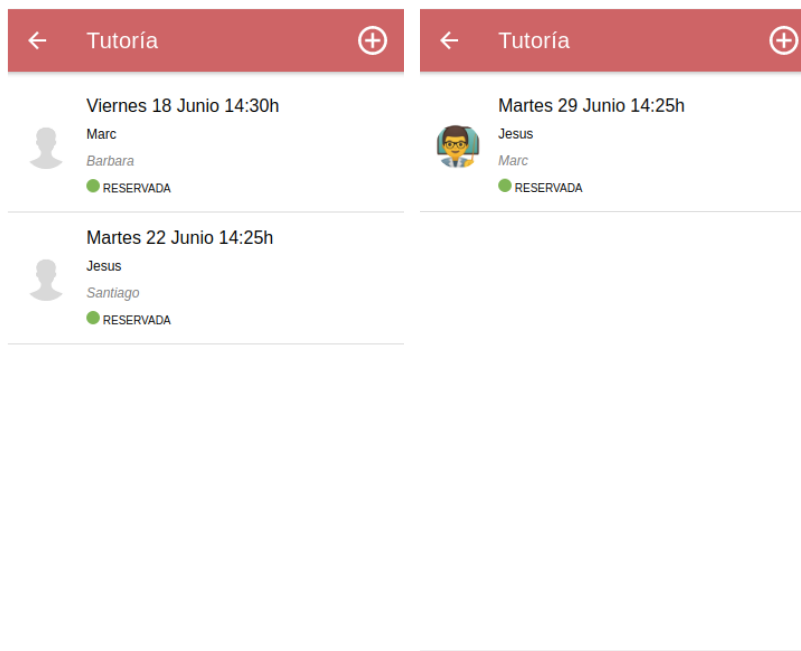 Tutoría
Viernes 18 Junio 14:30h
Marc
Barbara
RESERVADA
Martes 22 Junio 14:25h
Jesus
Santiago
RESERVADA
Tutoría
Martes 29 Junio 14:25h
Jesus
Marc
RESERVADA